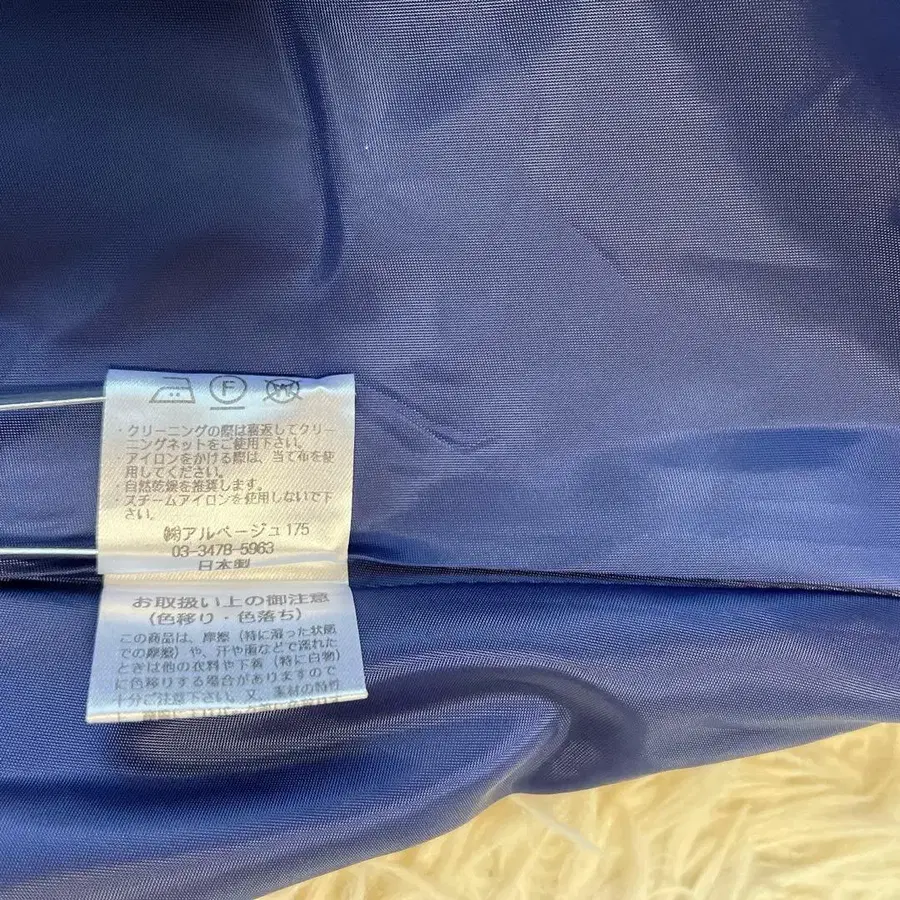 F
・クリーニングの際は裏返してクリー
ニングネットをご使用下さい。
・アイロンをかける際は、当て布を使
用してください。
・自然乾燥を推奨します。
・スチームアイロンを使用しないで下
さい。
㈱アルページュ175
03-3478-5963
日本製
お取扱い上の御注意
(色移り・色落ち)
この商品は、摩擦(特に湿った状態
での摩擦)や、汗や雨などで濡れた
ときは他の衣料や下着(特に白物)
に色移りする場合がありますので
十分ご注意下さい。又、素材の特性